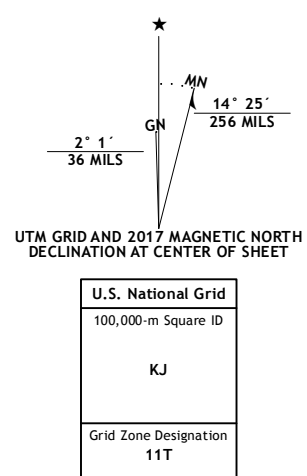 MN
14° 25´
256 MILS
GN
2° 1´
36 MILS
UTM GRID AND 2017 MAGNETIC NORTH
DECLINATION AT CENTER OF SHEET
U.S. National Grid
100,000-m Square ID
KJ
Grid Zone Designation
11T